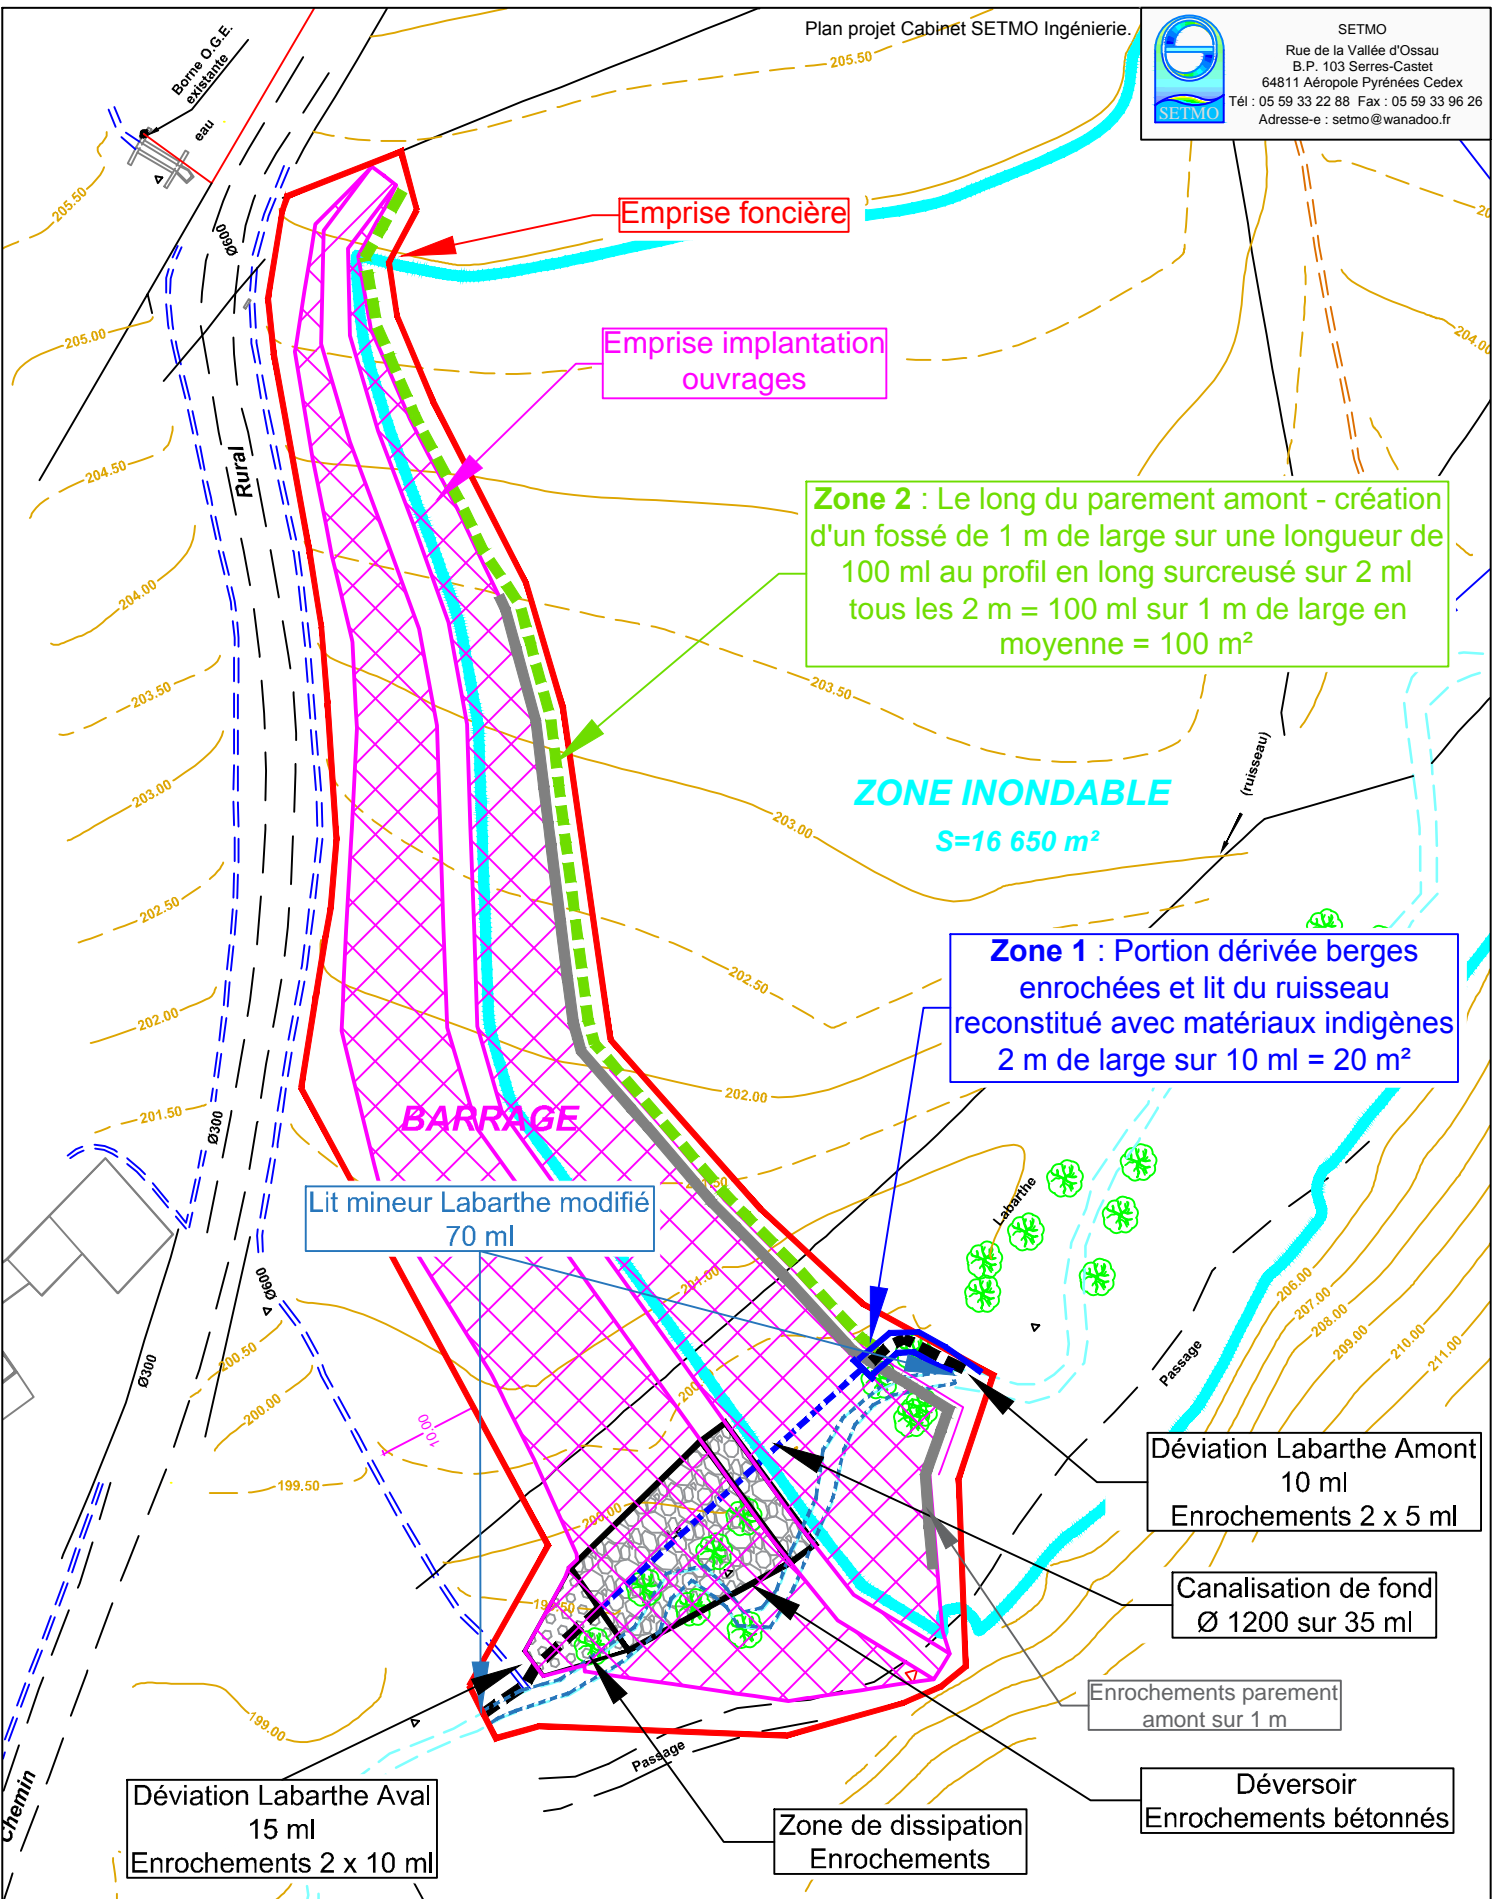 Plan projet Cabinet SETMO Ingénierie.
SETMO
SETMO
Rue de la Vallée d'Ossau
B.P. 103 Serres-Castet
64811 Aéropole Pyrénées Cedex
Tél : 05 59 33 22 88 Fax : 05 59 33 96 26
Adresse-e : setmo@wanadoo.fr
Borne O.G.E.
existante
eau
205.50
205.50
Ø600
Emprise foncière
205.00
Emprise implantation
ouvrages
204.00
204.50
Rural
Zone 2 : Le long du parement amont - création
d'un fossé de 1 m de large sur une longueur de
100 ml au profil en long surcreusé sur 2 ml
tous les 2 m = 100 ml sur 1 m de large en
moyenne = 100 m²
204.00
203.50
203.50
203.00
203.00
(ruisseau)
ZONE INONDABLE
S=16 650 m²
202.50
202.50
Zone 1 : Portion dérivée berges
enrochées et lit du ruisseau
reconstitué avec matériaux indigènes
2 m de large sur 10 ml = 20 m²
202.00
202.00
201.50
Ø300
BARRAGE
Lit mineur Labarthe modifié
70 ml
Labarthe
201.00
Ø600
Ø300
200.50
200.00
10.00
199.50
200.00
206.00
207.00
208.00
209.00
210.00
211.00
Passage
Déviation Labarthe Amont
10 ml
Enrochements 2 x 5 ml
Canalisation de fond
Ø 1200 sur 35 ml
Enrochements parement
amont sur 1 m
199.00
Passage
Chemin
Déviation Labarthe Aval
15 ml
Enrochements 2 x 10 ml
Zone de dissipation
Enrochements
Déversoir
Enrochements bétonnés